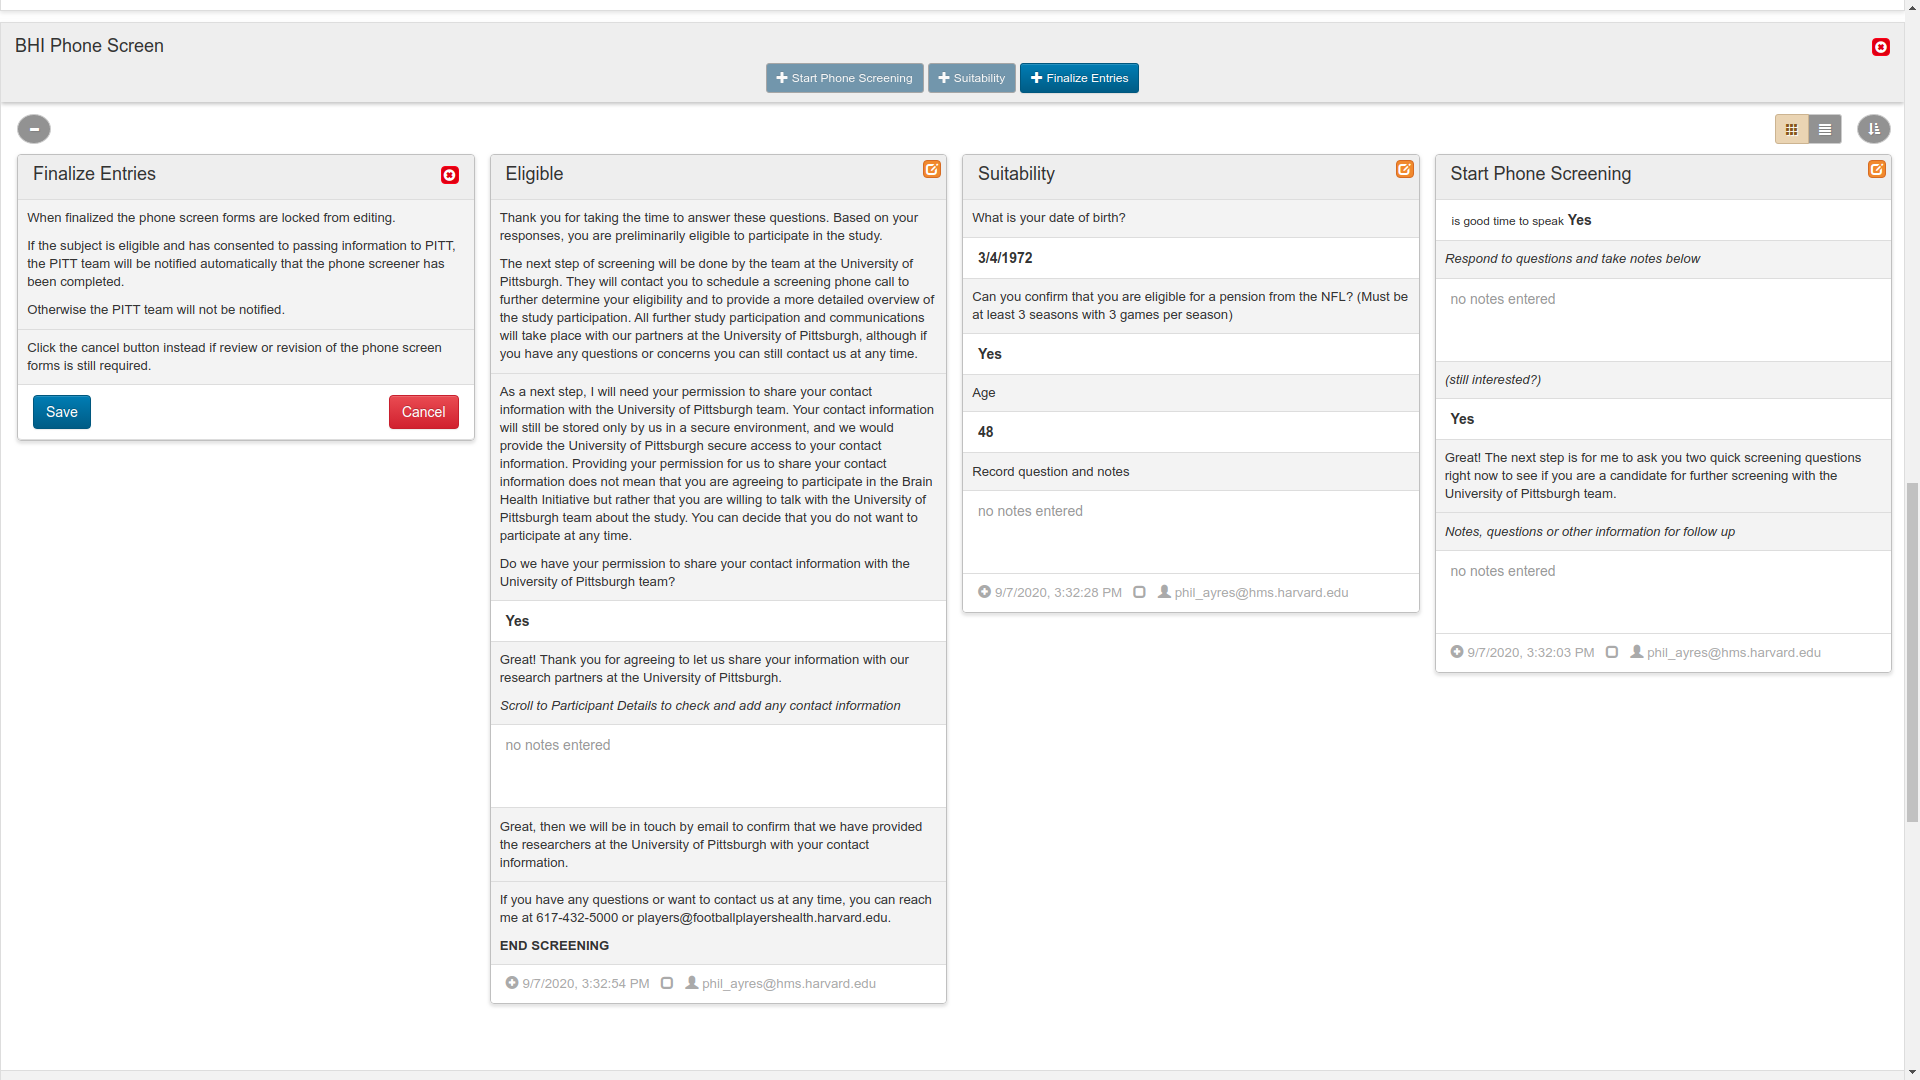 BHI Phone Screen
Start Phone Screening
Suitability
Finalize Entries
Finalize Entries
When finalized the phone screen forms are locked from editing.
If the subject is eligible and has consented to passing information to PITT,
the PITT team will be notified automatically that the phone screener has
been completed.
Otherwise the PITT team will not be notified.
Click the cancel button instead if review or revision of the phone screen
forms is still required.
Save
Cancel
Eligible
Thank you for taking the time to answer these questions. Based on your
responses, you are preliminarily eligible to participate in the study.
The next step of screening will be done by the team at the University of
Pittsburgh. They will contact you to schedule a screening phone call to
further determine your eligibility and to provide a more detailed overview of
the study participation. All further study participation and communications
will take place with our partners at the University of Pittsburgh, although if
you have any questions or concerns you can still contact us at any time.
As a next step, I will need your permission to share your contact
information with the University of Pittsburgh team. Your contact information
will still be stored only by us in a secure environment, and we would
provide the University of Pittsburgh secure access to your contact
information. Providing your permission for us to share your contact
information does not mean that you are agreeing to participate in the Brain
Health Initiative but rather that you are willing to talk with the University of
Pittsburgh team about the study. You can decide that you do not want to
participate at any time.
Do we have your permission to share your contact information with the
University of Pittsburgh team?
Yes
Great! Thank you for agreeing to let us share your information with our
research partners at the University of Pittsburgh.
Scroll to Participant Details to check and add any contact information
no notes entered
Great, then we will be in touch by email to confirm that we have provided
the researchers at the University of Pittsburgh with your contact
information.
If you have any questions or want to contact us at any time, you can reach
me at 617-432-5000 or players@footballplayershealth.harvard.edu.
END SCREENING
9/7/2020, 3:32:54 PM phil_ayres@hms.harvard.edu
Suitability
What is your date of birth?
3/4/1972
Can you confirm that you are eligible for a pension from the NFL? (Must be
at least 3 seasons with 3 games per season)
Yes
Age
48
Record question and notes
no notes entered
9/7/2020, 3:32:28 PM phil_ayres@hms.harvard.edu
Start Phone Screening
is good time to speak Yes
Respond to questions and take notes below
no notes entered
(still interested?)
Yes
Great! The next step is for me to ask you two quick screening questions
right now to see if you are a candidate for further screening with the
University of Pittsburgh team.
Notes, questions or other information for follow up
no notes entered
9/7/2020, 3:32:03 PM phil_ayres@hms.harvard.edu